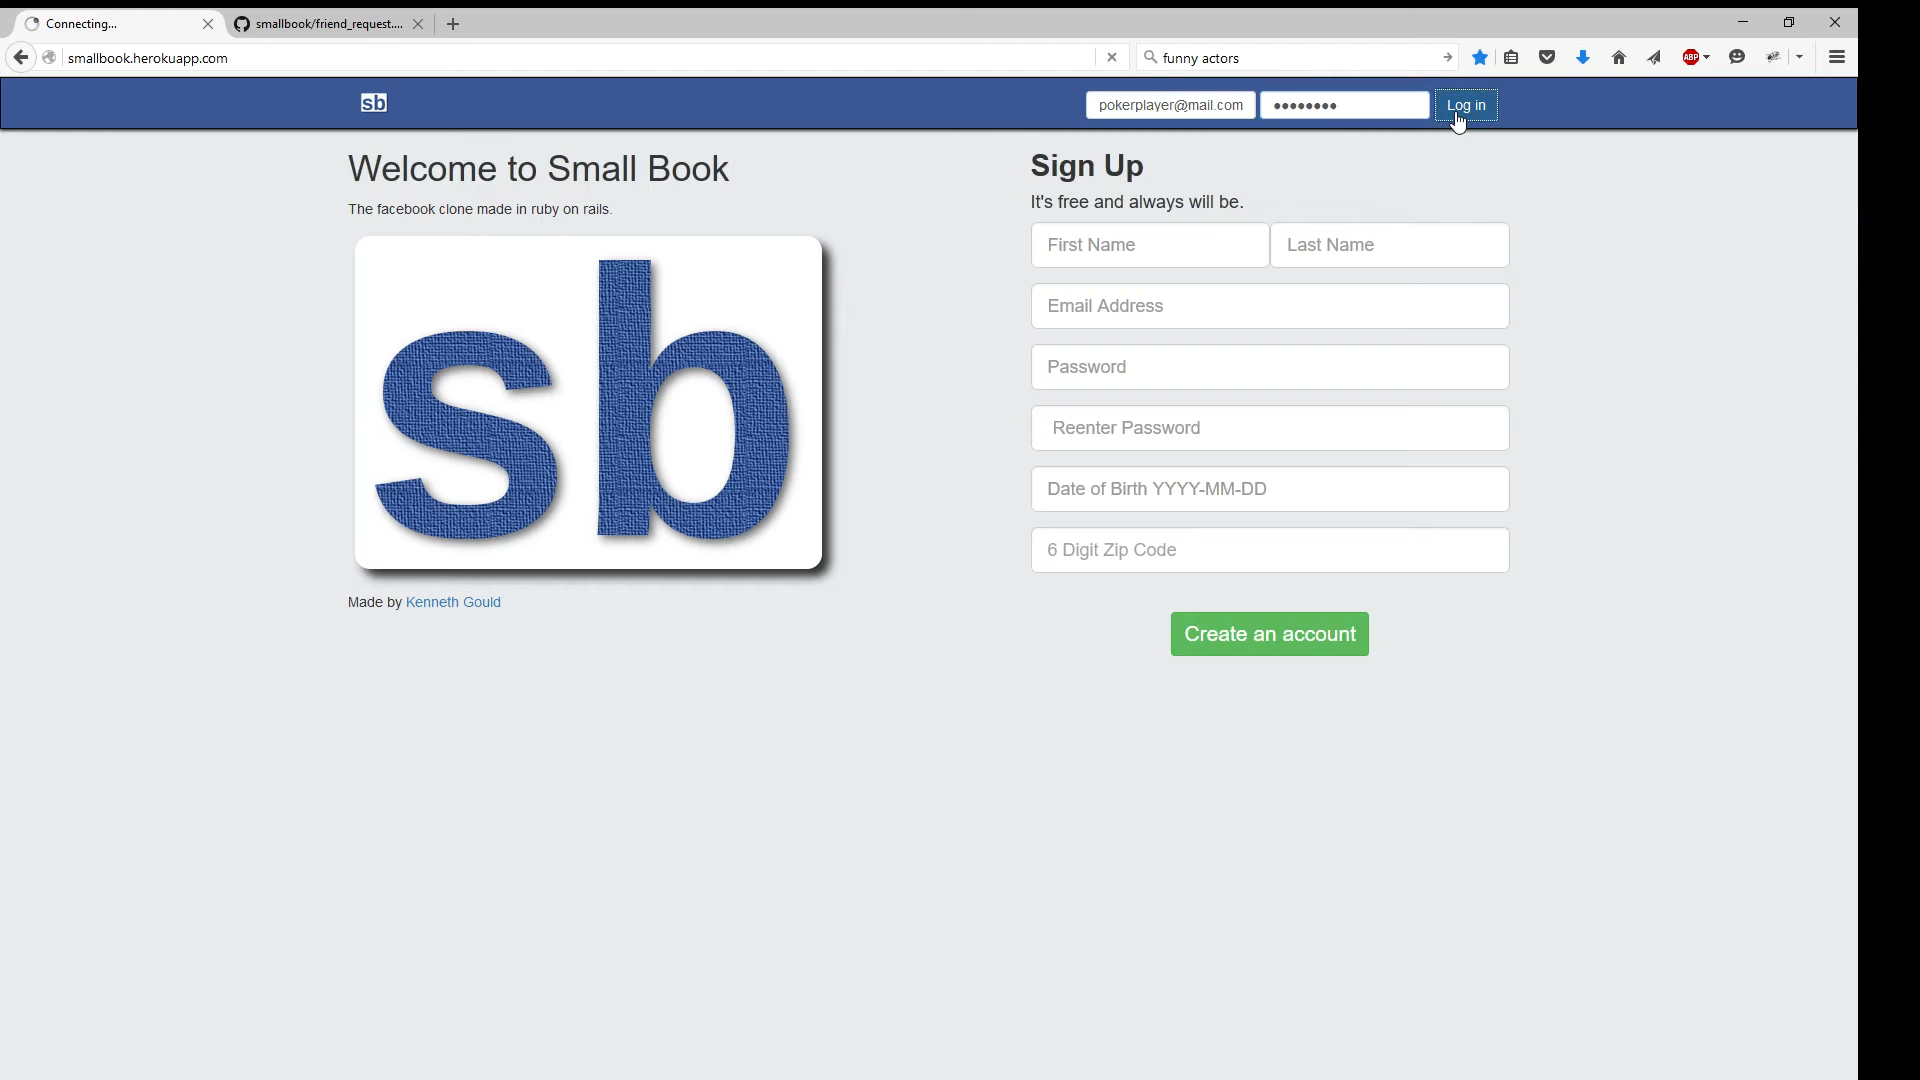 Connecting...
smallbook/friend_request....
smallbook.herokuapp.com
funny actors
ABP
sb
pokerplayer@mail.com
Log in
Welcome to Small Book
The facebook clone made in ruby on rails.
sb
Made by Kenneth Gould
Sign Up
It's free and always will be.
First Name
Last Name
Email Address
Password
Reenter Password
Date of Birth YYYY-MM-DD
6 Digit Zip Code
Create an account